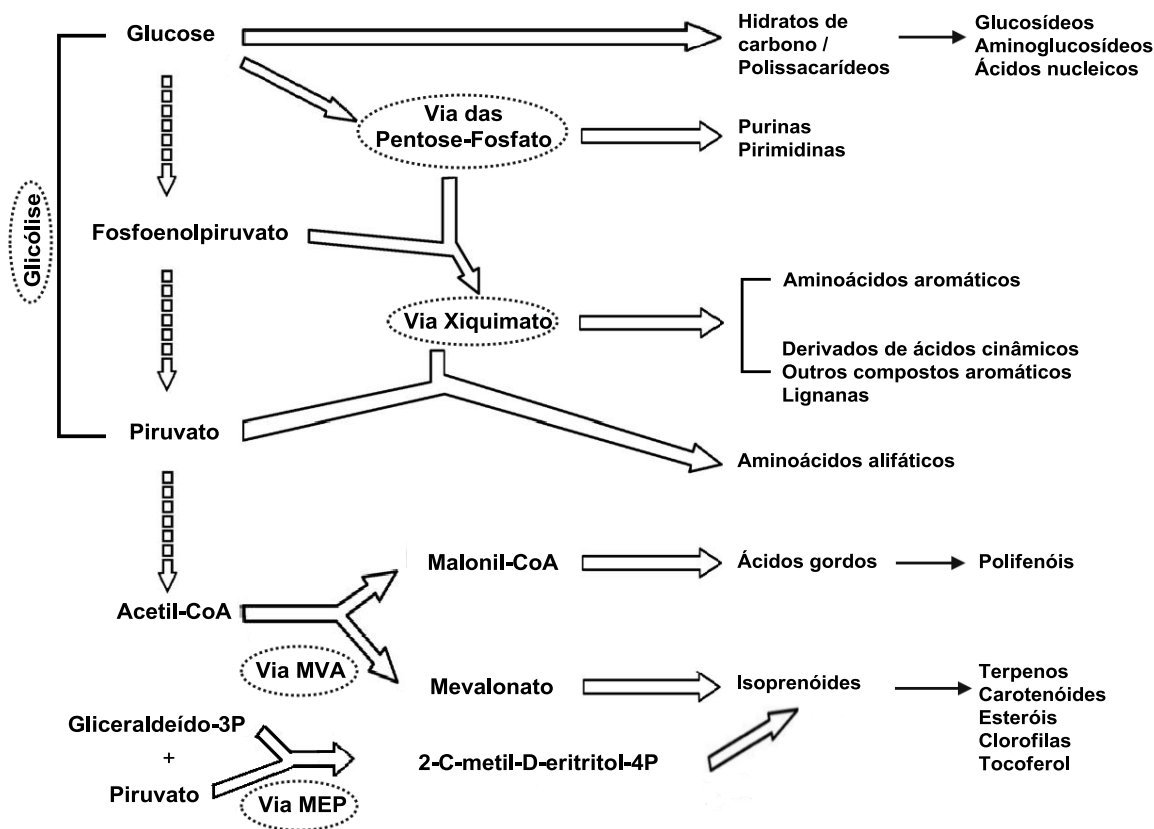 Glucose
Hidratos de
carbono /
Polissacarídeos
Glucosídeos
Aminoglucosídeos
Ácidos nucleicos
Via das
Pentose-Fosfato
Purinas
Pirimidinas
Glicólise
Fosfoenolpiruvato
Via Xiquimato
Aminoácidos aromáticos
Derivados de ácidos cinâmicos
Outros compostos aromáticos
Lignanas
Piruvato
Aminoácidos alifáticos
Malonil-CoA
Ácidos gordos
Polifenóis
Acetil-CoA
Via MVA
Mevalonato
Isoprenóides
Terpenos
Carotenóides
Esteróis
Clorofilas
Tocoferol
Gliceraldeído-3P
+
Piruvato
Via MEP
2-C-metil-D-eritritol-4P